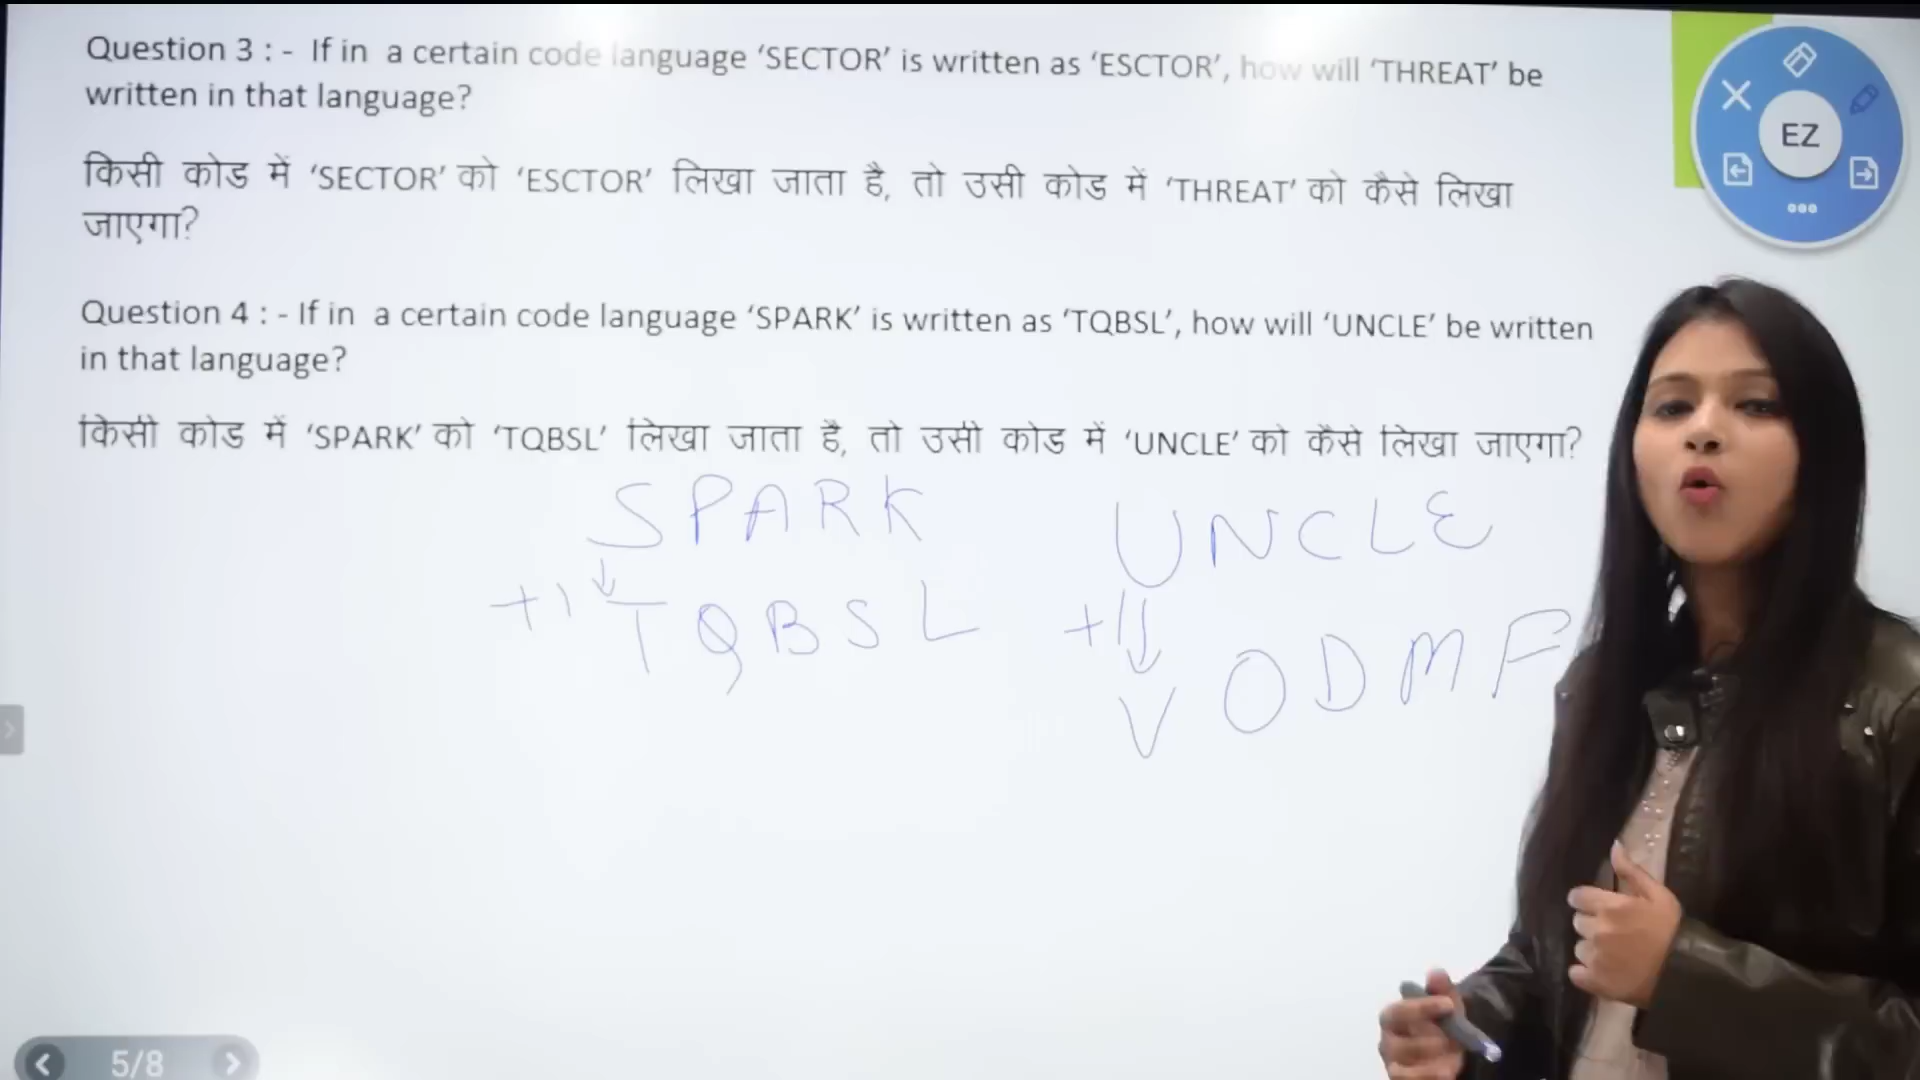 Question 3 : - If in a certain code language ‘SECTOR’ is written as ‘ESCTOR’, how will ‘THREAT’ be
written in that language?
EZ
किसी कोड में ‘SECTOR’ को ‘ESCTOR’ लिखा जाता है, तो उसी कोड में ‘THREAT’ को कैसे लिखा
जाएगा?
Question 4 : - If in a certain code language ‘SPARK’ is written as ‘TQBSL’, how will ‘UNCLE’ be written
in that language?
किसी कोड में ‘SPARK’ को ‘TQBSL’ लिखा जाता है, तो उसी कोड में ‘UNCLE’ को कैसे लिखा जाएगा?
SPARK UNCLE
+1 TQBSL +1
VODMF
5/8